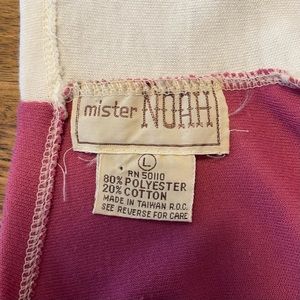 mister NOAH
L
RN 50110
80% POLYESTER
20% COTTON
MADE IN TAIWAN R.O.C.
SEE REVERSE FOR CARE